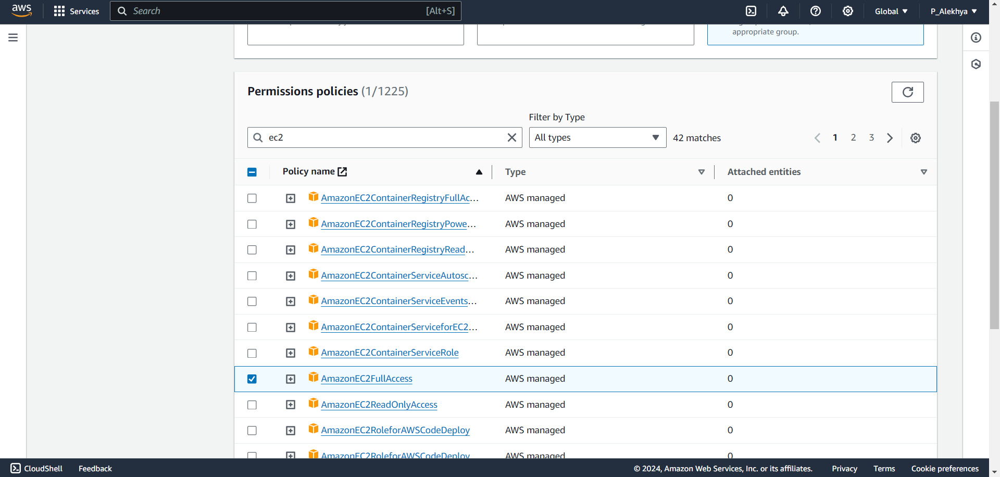 aws
Services
Search [Alt+S]
Global
P_Alekhya
appropriate group.
Permissions policies (1/1225)
Filter by Type
ec2
All types
42 matches
1 2 3
Policy name Type Attached entities
AmazonEC2ContainerRegistryFullAc... AWS managed 0
AmazonEC2ContainerRegistryPowe... AWS managed 0
AmazonEC2ContainerRegistryRead... AWS managed 0
AmazonEC2ContainerServiceAutosc... AWS managed 0
AmazonEC2ContainerServiceEvents... AWS managed 0
AmazonEC2ContainerServiceforEC2... AWS managed 0
AmazonEC2ContainerServiceRole AWS managed 0
AmazonEC2FullAccess AWS managed 0
AmazonEC2ReadOnlyAccess AWS managed 0
AmazonEC2RoleforAWSCodeDeploy AWS managed 0
AmazonEC2RoleforAWSCodeDeploy AWS managed 0
CloudShell Feedback © 2024, Amazon Web Services, Inc. or its affiliates. Privacy Terms Cookie preferences